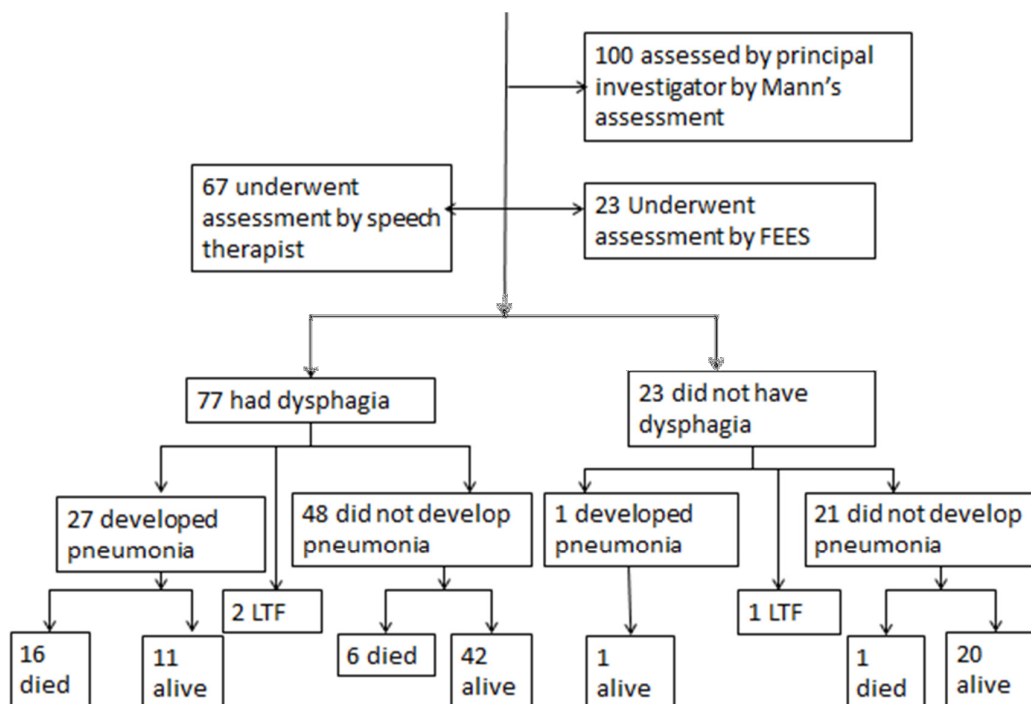 100 assessed by principal
investigator by Mann's
assessment
67 underwent
assessment by speech
therapist
23 Underwent
assessment by FEES
77 had dysphagia
23 did not have
dysphagia
27 developed
pneumonia
48 did not develop
pneumonia
1 developed
pneumonia
21 did not develop
pneumonia
2 LTF
1 LTF
16
died
11
alive
6 died
42
alive
1
alive
1
died
20
alive